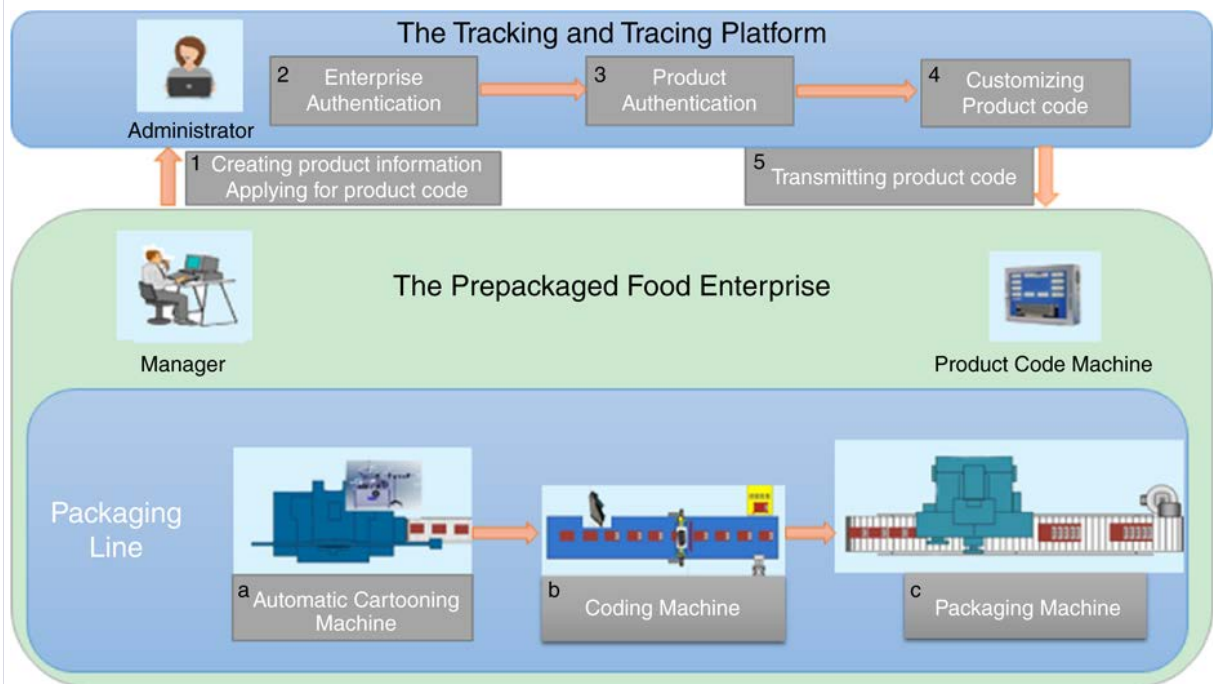 The Tracking and Tracing Platform
Administrator
2 Enterprise
Authentication
3 Product
Authentication
4 Customizing
Product code
1 Creating product information
Applying for product code
5 Transmitting product code
The Prepackaged Food Enterprise
Manager
Product Code Machine
Packaging
Line
a Automatic Cartooning
Machine
b Coding Machine
c Packaging Machine